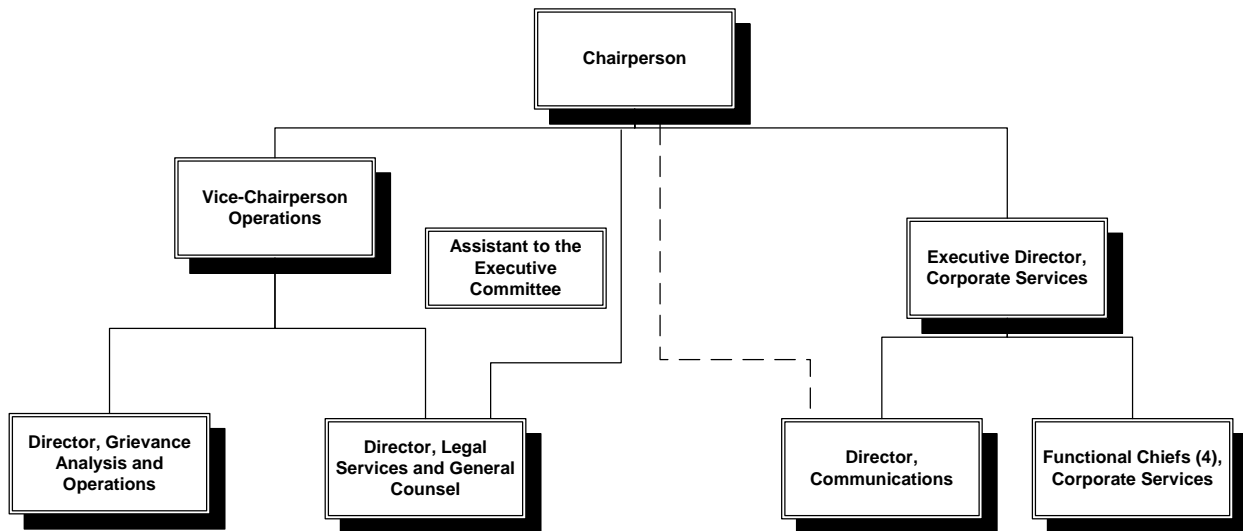 Chairperson
Vice-Chairperson
Operations
Assistant to the
Executive
Committee
Executive Director,
Corporate Services
Director, Grievance
Analysis and
Operations
Director, Legal
Services and General
Counsel
Director,
Communications
Functional Chiefs (4),
Corporate Services